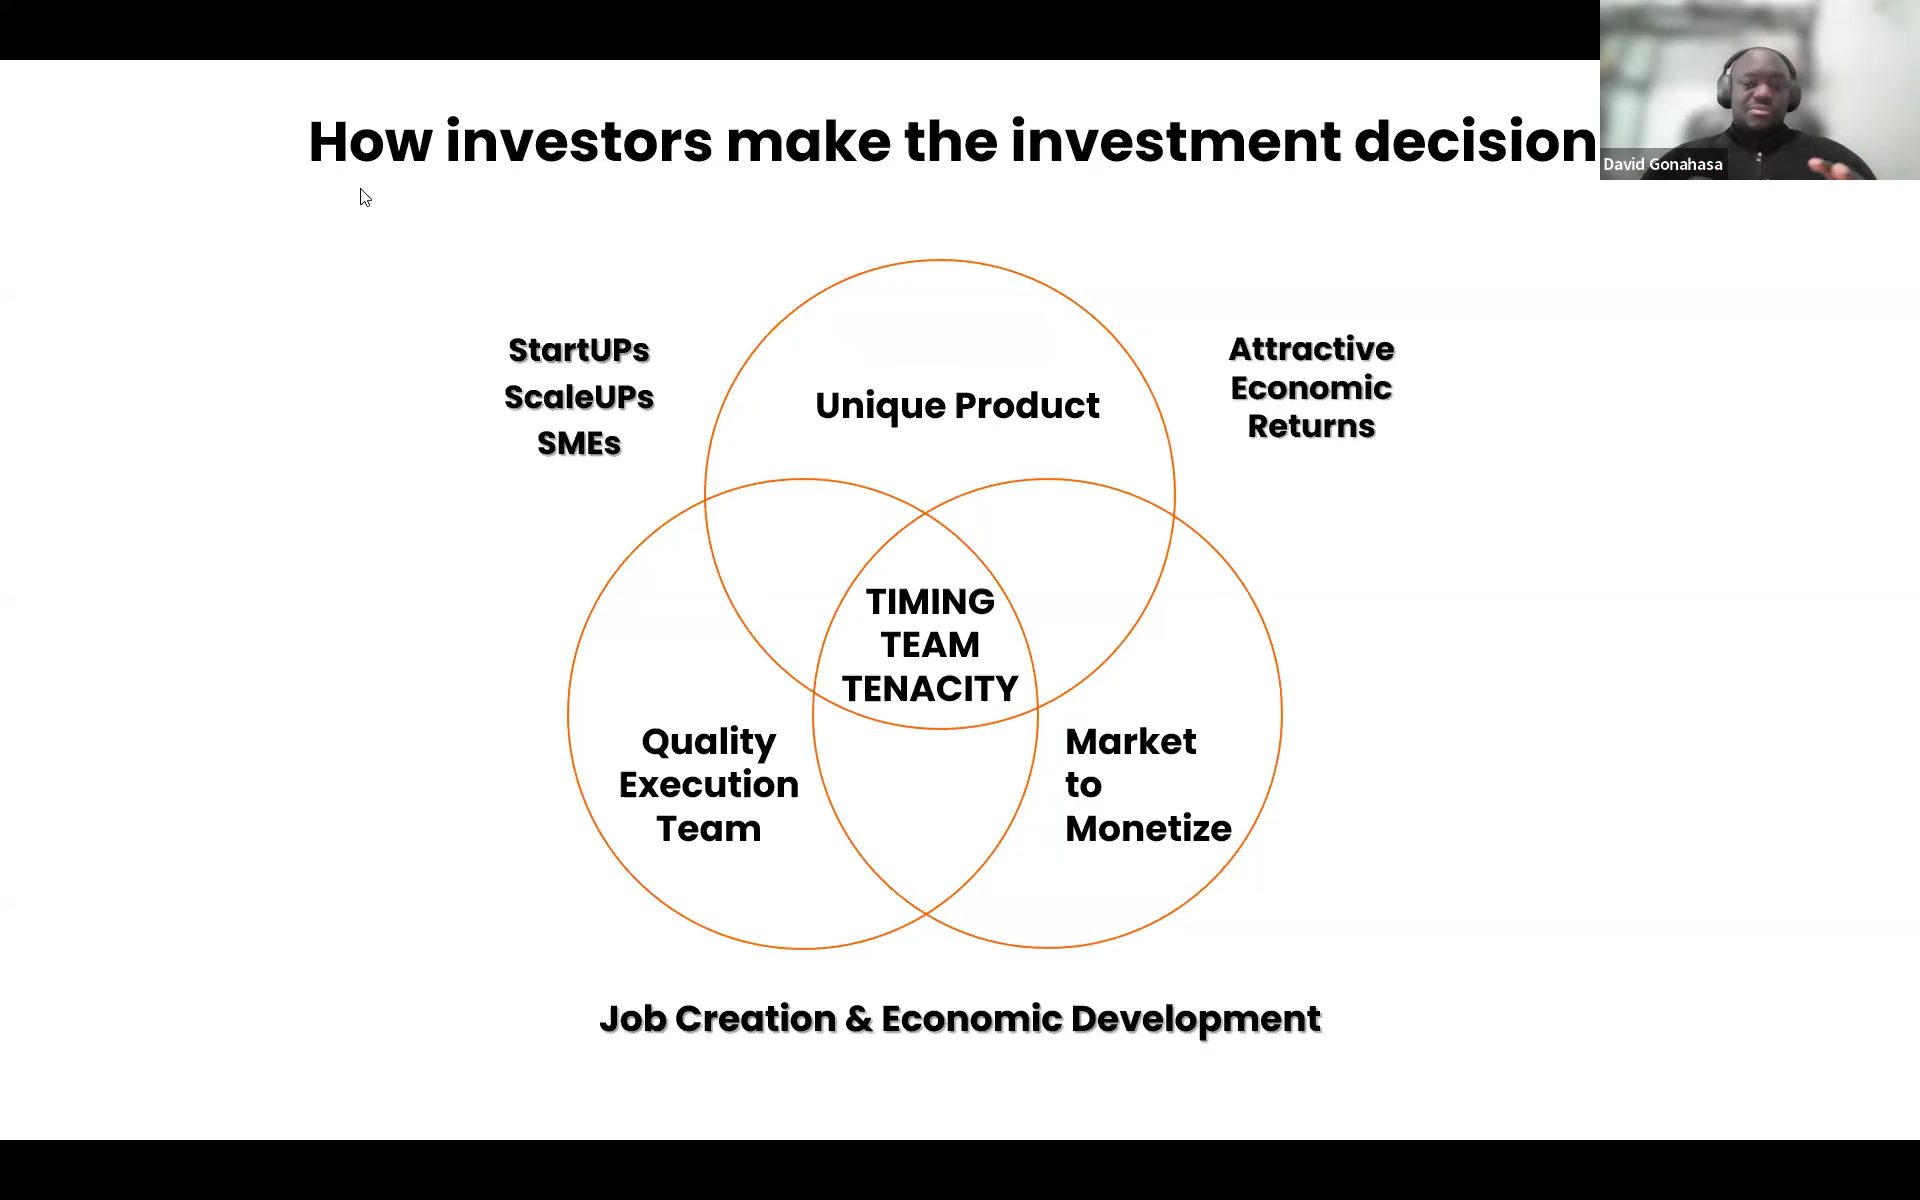 How investors make the investment decision
David Gonahasa
StartUPs
ScaleUPs
SMEs
Attractive
Economic
Returns
Unique Product
TIMING
TEAM
TENACITY
Quality
Execution
Team
Market
to
Monetize
Job Creation & Economic Development